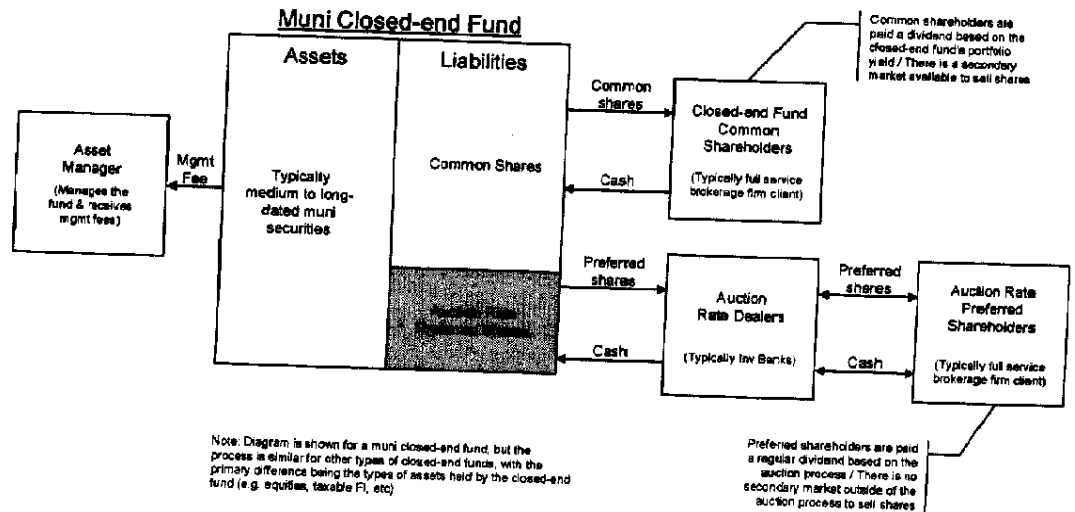 Muni Closed-end Fund
Assets
Liabilities
Common shareholders are
paid a dividend based on the
closed-end fund's portfolio
yield / There is a secondary
market available to sell shares
Asset
Manager
(Manages the
fund & receives
mgmt fees)
Mgmt
Fee
Typically
medium to long-
dated muni
securities
Common Shares
Common
shares
Cash
Closed-end Fund
Common
Shareholders
(Typically full service
brokerage firm client)
Auction Rate
Preferred
shares
Cash
Auction
Rate Dealers
(Typically Inv Banks)
Preferred
shares
Cash
Auction Rate
Preferred
Shareholders
(Typically full service
brokerage firm client)
Note: Diagram is shown for a muni closed-end fund, but the
process is similar for other types of closed-end funds, with the
primary difference being the types of assets held by the closed-end
fund (e.g. equities, taxable FI, etc)
Preferred shareholders are paid
a regular dividend based on the
auction process / There is no
secondary market outside of the
auction process to sell shares